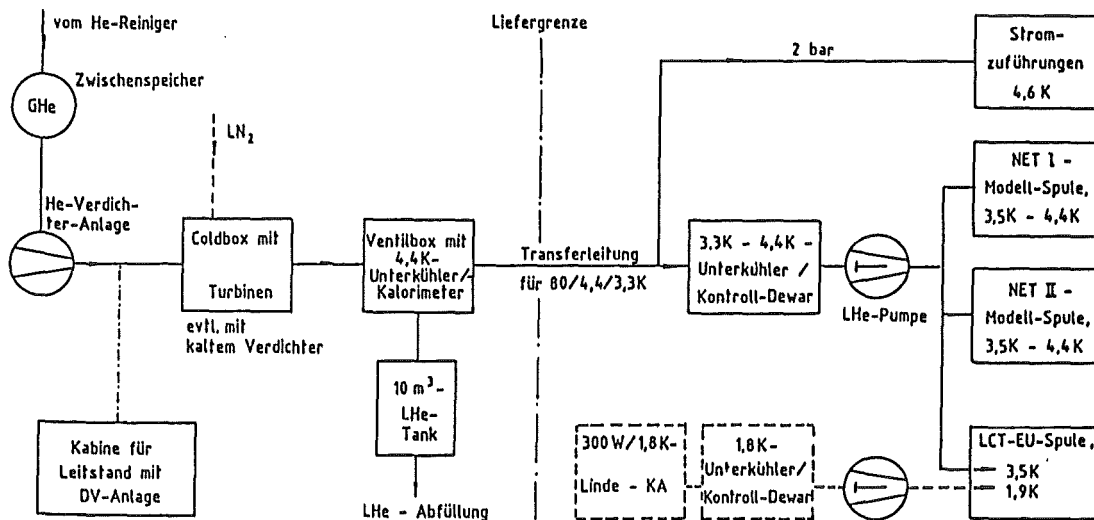 vom He-Reiniger
Zwischenspeicher
GHe
LN₂
He-Verdich-
ter-Anlage
Coldbox mit
Turbinen
evtl. mit
kaltem Verdichter
Kabine für
Leitstand mit
DV-Anlage
Ventilbox mit
4,4K-
Unterkühler/
Kalorimeter
10 m³-
LHe-
Tank
LHe - Abfüllung
Liefergrenze
Transferleitung
für 80/4,4/3,3K
2 bar
Strom-
zuführungen
4,6 K
3,3K - 4,4K -
Unterkühler /
Kontroll-Dewar
LHe-Pumpe
NET I -
Modell-Spule,
3,5K - 4,4K
NET II -
Modell-Spule,
3,5K - 4,4K
300W/1,8K-
Linde - KA
1,8K-
Unterkühler/
Kontroll-Dewar
LCT-EU-Spule,
3,5K
1,9K